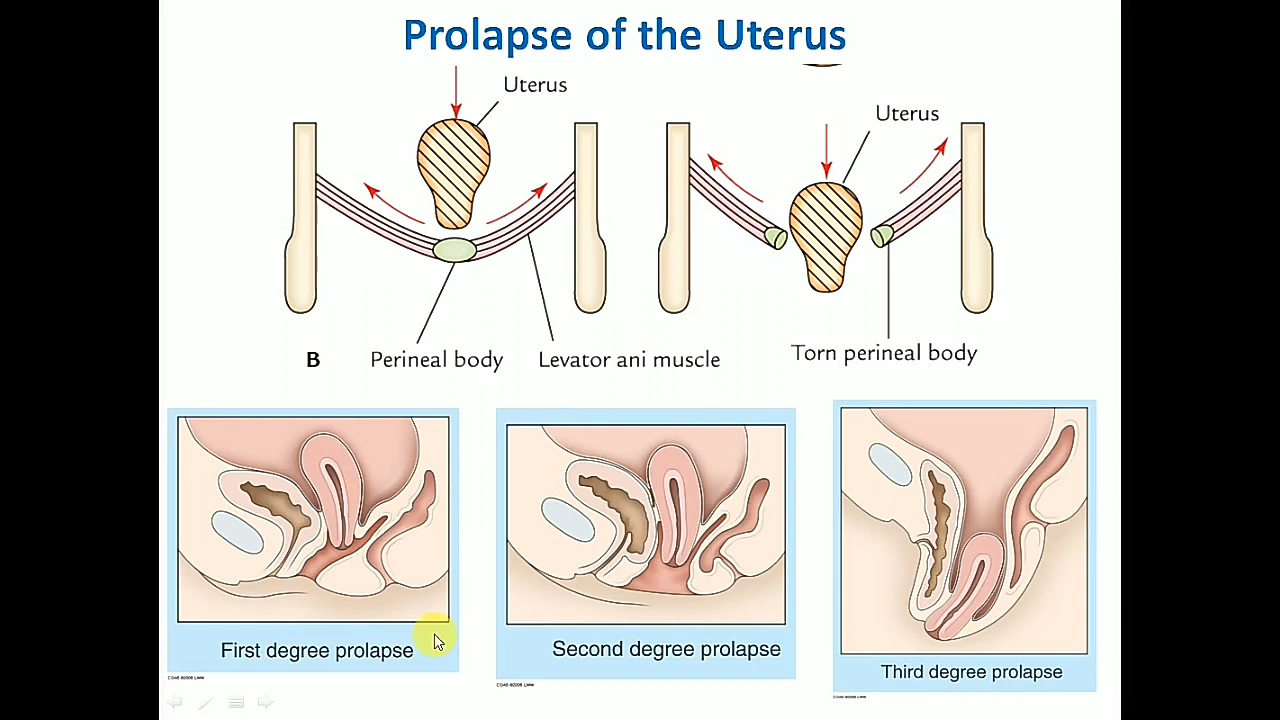 Prolapse of the Uterus
Uterus
Uterus
B
Perineal body
Levator ani muscle
Torn perineal body
First degree prolapse
Second degree prolapse
Third degree prolapse